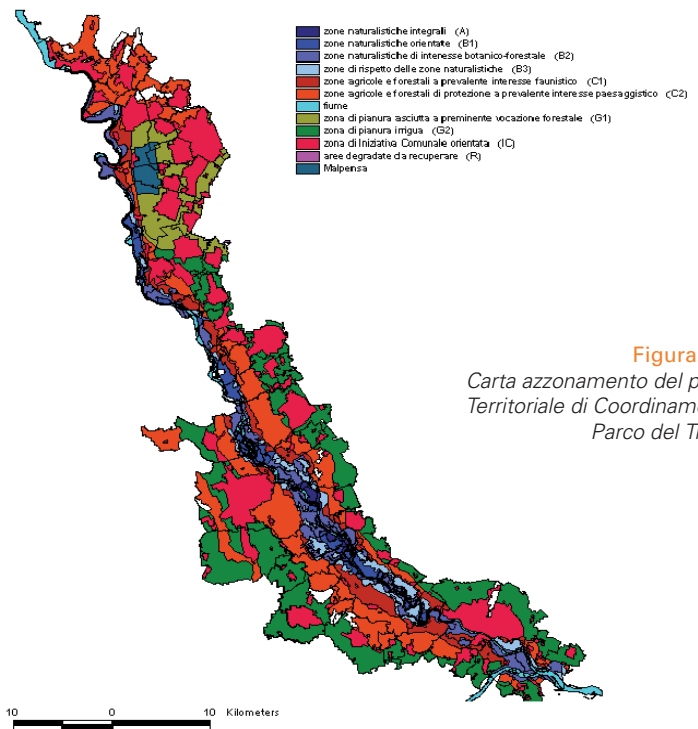 zone naturalistiche integrali (A)
zone naturalistiche orientate (B1)
zone naturalistiche di interesse botanico-forestale (B2)
zone di rispetto delle zone naturalistiche (B3)
zone agricole e forestali a prevalente interesse faunistico (C1)
zone agricole e forestali di protezione a prevalente interesse paesaggistico (C2)
fiume
zona di pianura asciutta a preminente vocazione forestale (G1)
zona di pianura irrigua (G2)
zona di Iniziativa Comunale orientata (IC)
aree degradate da recuperare (R)
Malpensa
Figura
Carta azzonamento del p
Territoriale di Coordiname
Parco del Ti
10 0 10 Kilometers